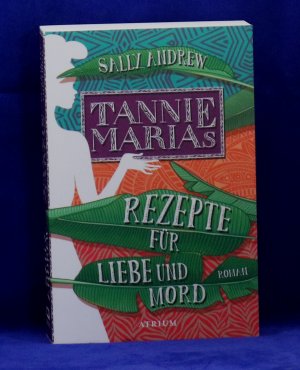 SALLY ANDREW
TANNIE
MARIAS
REZEPTE
FÜR
LIEBE UND
ROMAN
MORD
ATRIUM